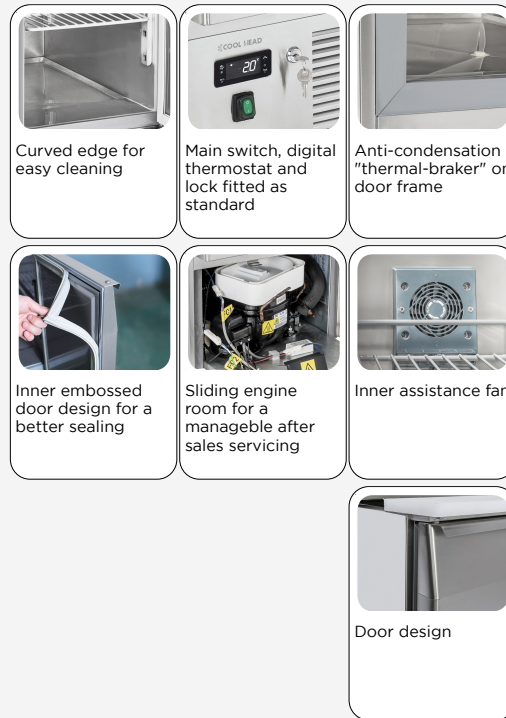 COOL HEAD
20°
Curved edge for
easy cleaning
Main switch, digital
thermostat and
lock fitted as
standard
Anti-condensation
"thermal-braker" or
door frame
Inner embossed
door design for a
better sealing
Sliding engine
room for a
manageble after
sales servicing
Inner assistance far
Door design